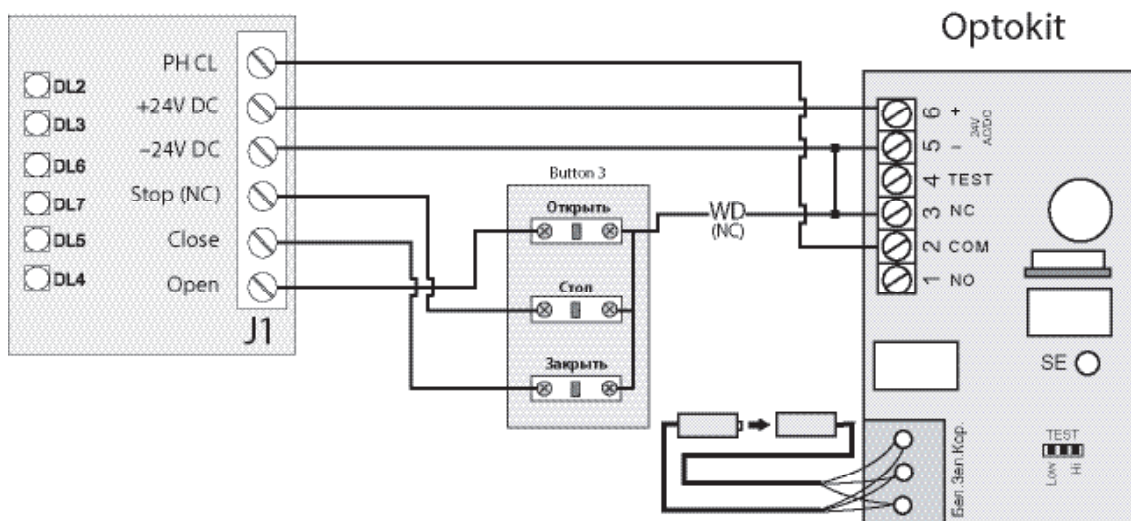 Optokit
PH CL
+24V DC
−24V DC
Stop (NC)
Close
Open
J1
DL2
DL3
DL6
DL7
DL5
DL4
Button 3
Открыть
Стоп
Закрыть
WD
(NC)
6 +
5 -
24V
AC/DC
4 TEST
3 NC
2 COM
1 NO
SE
TEST
Low Hi
Бел.Зел.Кор.